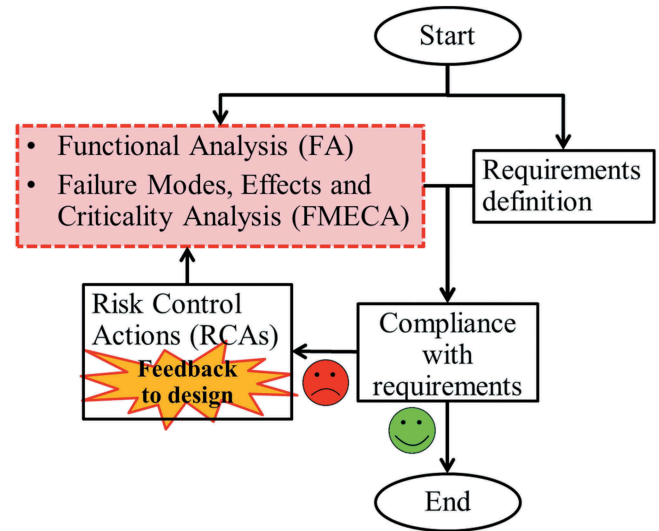 Start
• Functional Analysis (FA)
• Failure Modes, Effects and
Criticality Analysis (FMECA)
Requirements
definition
Risk Control
Actions (RCAs)
Feedback
to design
Compliance
with
requirements
End